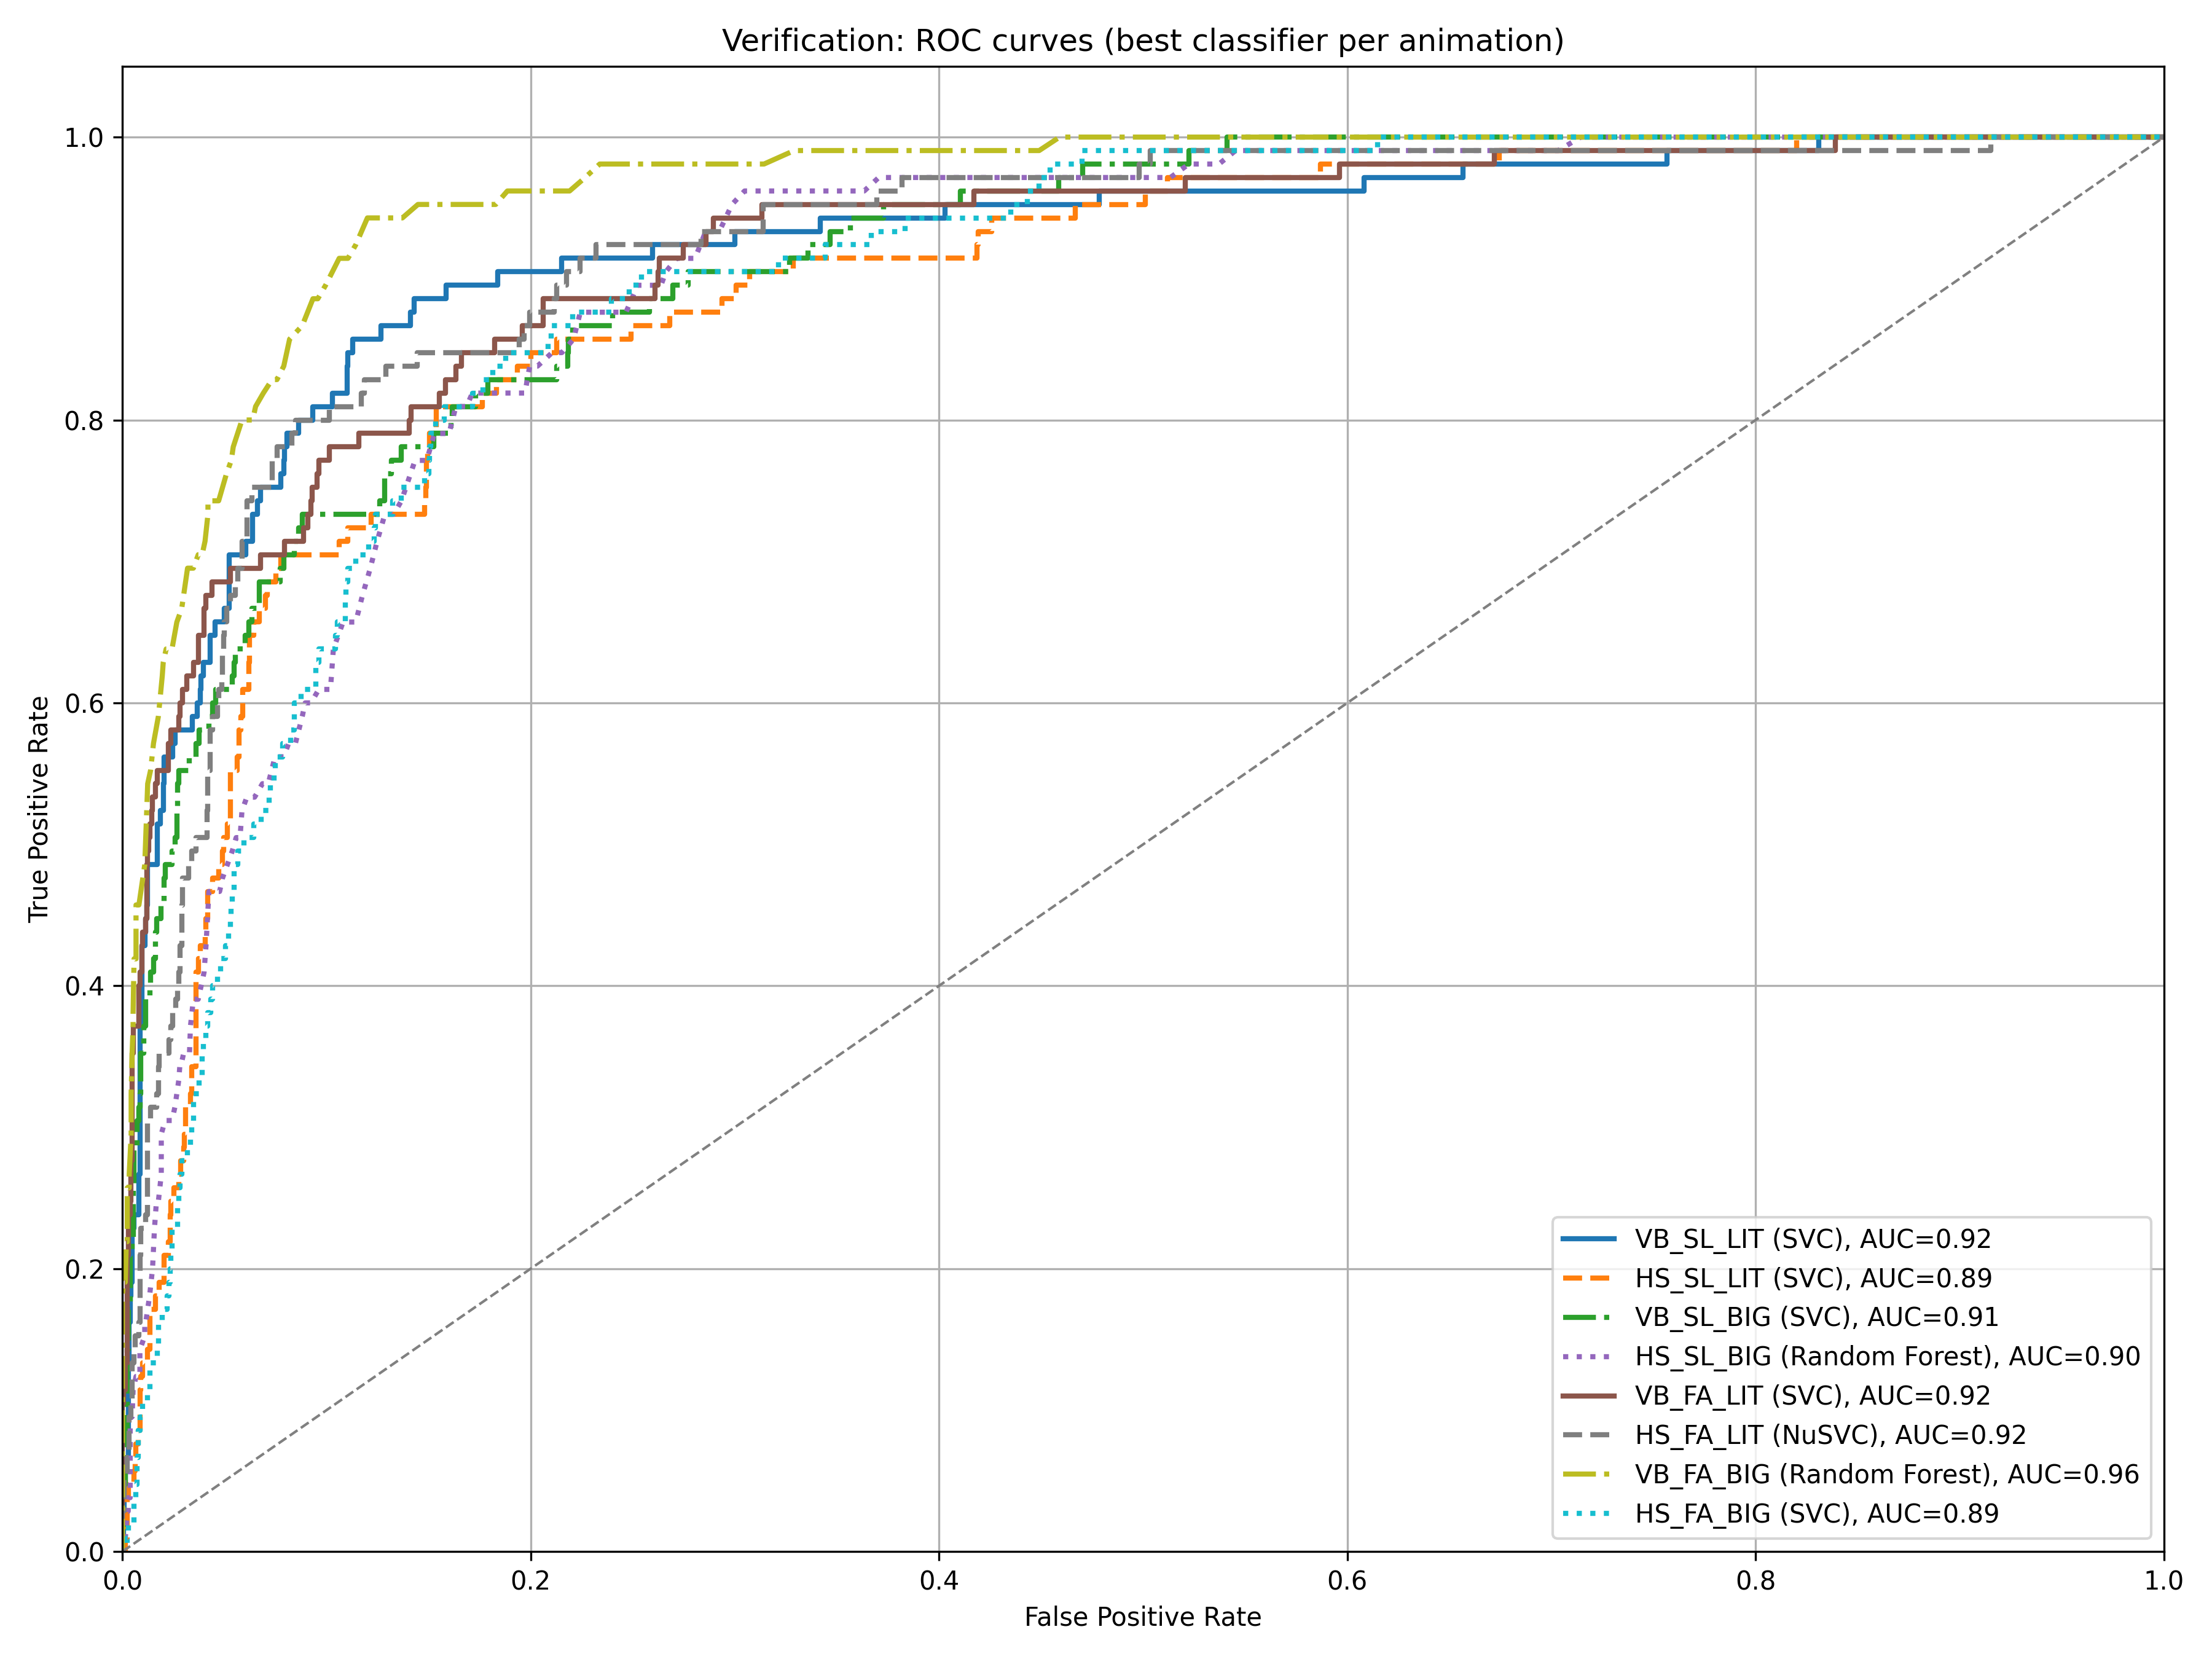 Verification: ROC curves (best classifier per animation)
1.0
0.8
0.6
0.4
0.2
0.0
True Positive Rate
0.0 0.2 0.4 0.6 0.8 1.0
False Positive Rate
VB_SL_LIT (SVC), AUC=0.92
HS_SL_LIT (SVC), AUC=0.89
VB_SL_BIG (SVC), AUC=0.91
HS_SL_BIG (Random Forest), AUC=0.90
VB_FA_LIT (SVC), AUC=0.92
HS_FA_LIT (NuSVC), AUC=0.92
VB_FA_BIG (Random Forest), AUC=0.96
HS_FA_BIG (SVC), AUC=0.89